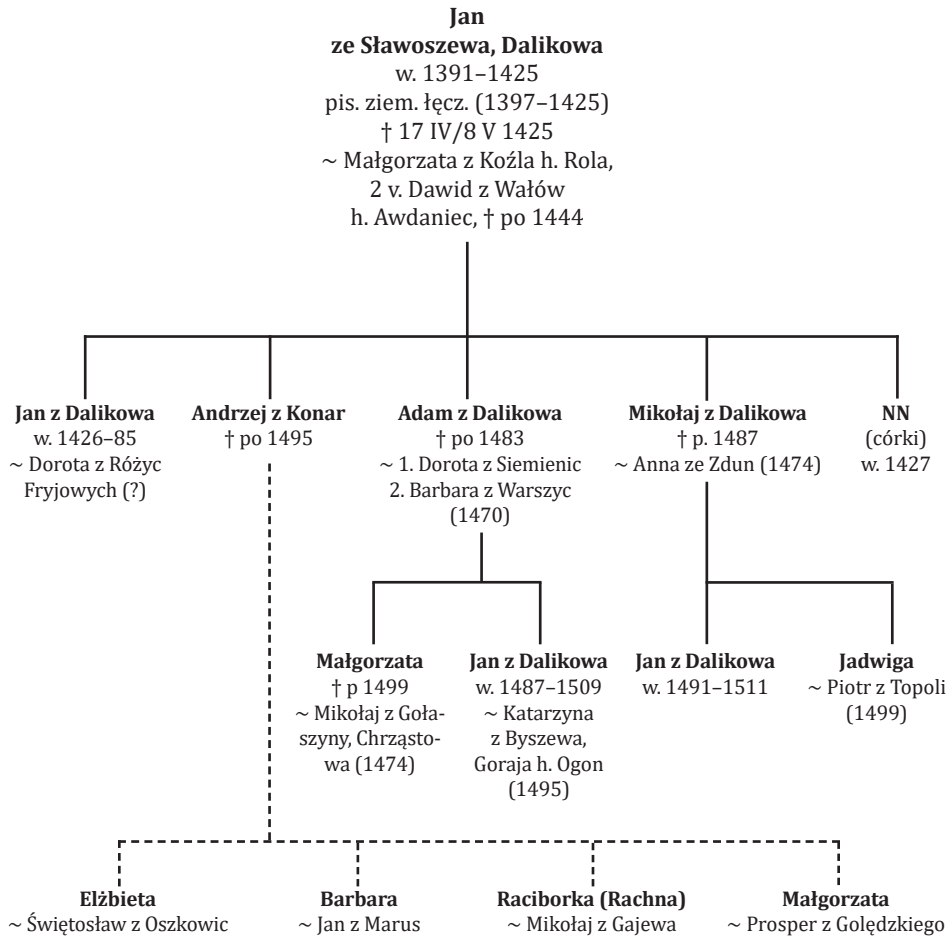 Jan
ze Sławoszewa, Dalikowa
w. 1391–1425
pis. ziem. łęcz. (1397–1425)
† 17 IV/8 V 1425
~ Małgorzata z Koźla h. Rola,
2 v. Dawid z Wałów
h. Awdaniec, † po 1444
Jan z Dalikowa
w. 1426–85
~ Dorota z Różyc
Fryjowych (?)
Andrzej z Konar
† po 1495
Adam z Dalikowa
† po 1483
~ 1. Dorota z Siemienic
2. Barbara z Warszyc
(1470)
Mikołaj z Dalikowa
† p. 1487
~ Anna ze Zdun (1474)
NN
(córki)
w. 1427
Małgorzata
† p 1499
~ Mikołaj z Goła-
szyny, Chrząsto-
wa (1474)
Jan z Dalikowa
w. 1487–1509
~ Katarzyna
z Byszewa,
Goraja h. Ogon
(1495)
Jan z Dalikowa
w. 1491–1511
Jadwiga
~ Piotr z Topoli
(1499)
Elżbieta
~ Świętosław z Oszkowic
Barbara
~ Jan z Marus
Raciborka (Rachna)
~ Mikołaj z Gajewa
Małgorzata
~ Prosper z Golędzkiego